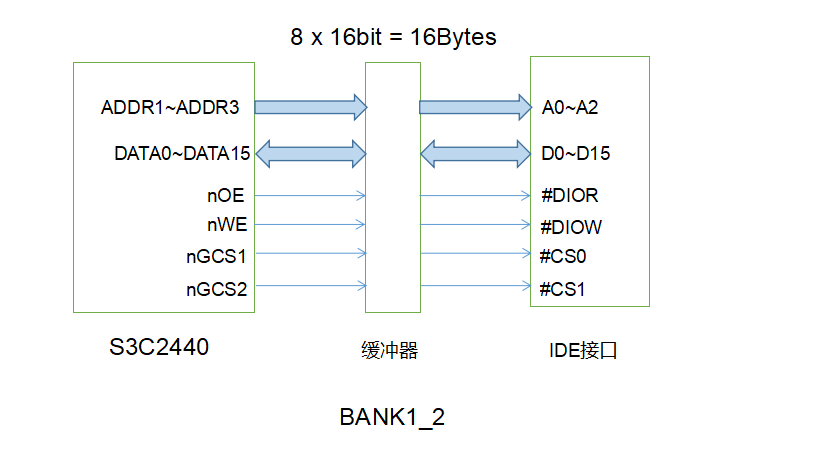 8 x 16bit = 16Bytes
ADDR1~ADDR3
A0~A2
DATA0~DATA15
D0~D15
nOE
#DIOR
nWE
#DIOW
nGCS1
#CS0
nGCS2
#CS1
S3C2440
缓冲器
IDE接口
BANK1_2